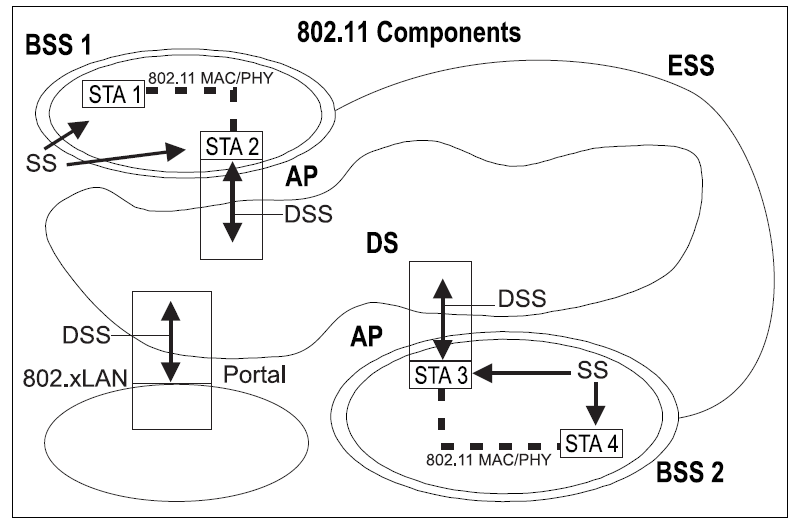 802.11 Components
BSS 1
ESS
802.11 MAC/PHY
STA 1
STA 2
SS
AP
DSS
DS
DSS
DSS
AP
802.xLAN
Portal
STA 3
SS
STA 4
802.11 MAC/PHY
BSS 2